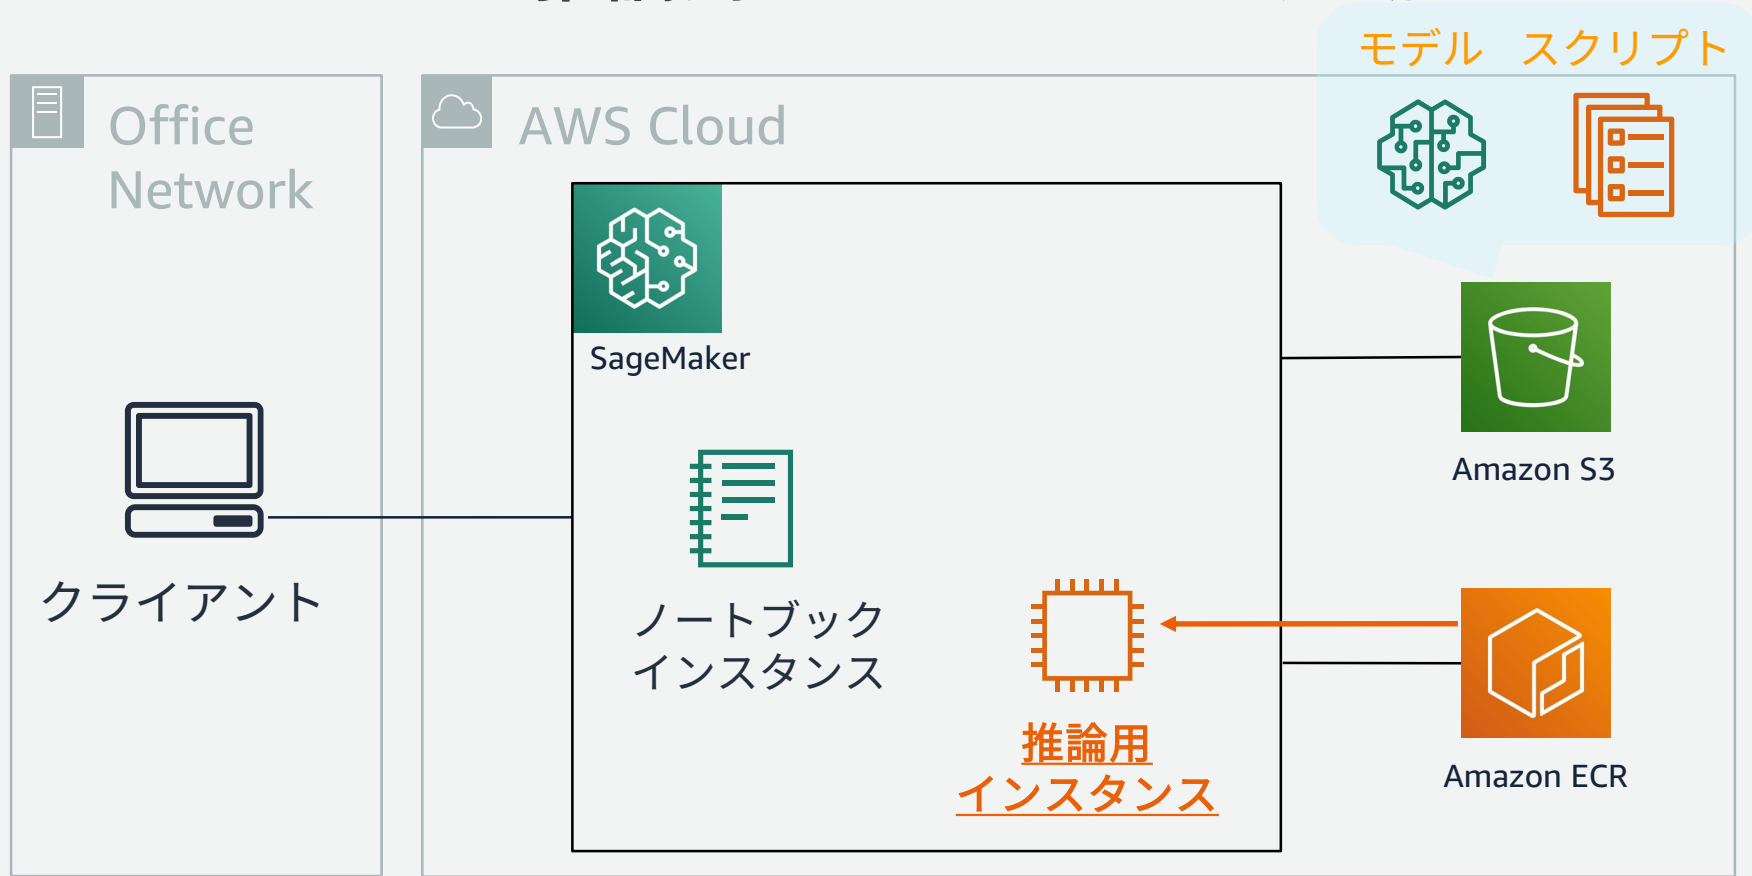 モデル スクリプト
Office
Network
AWS Cloud
SageMaker
Amazon S3
クライアント
ノートブック
インスタンス
推論用
インスタンス
Amazon ECR